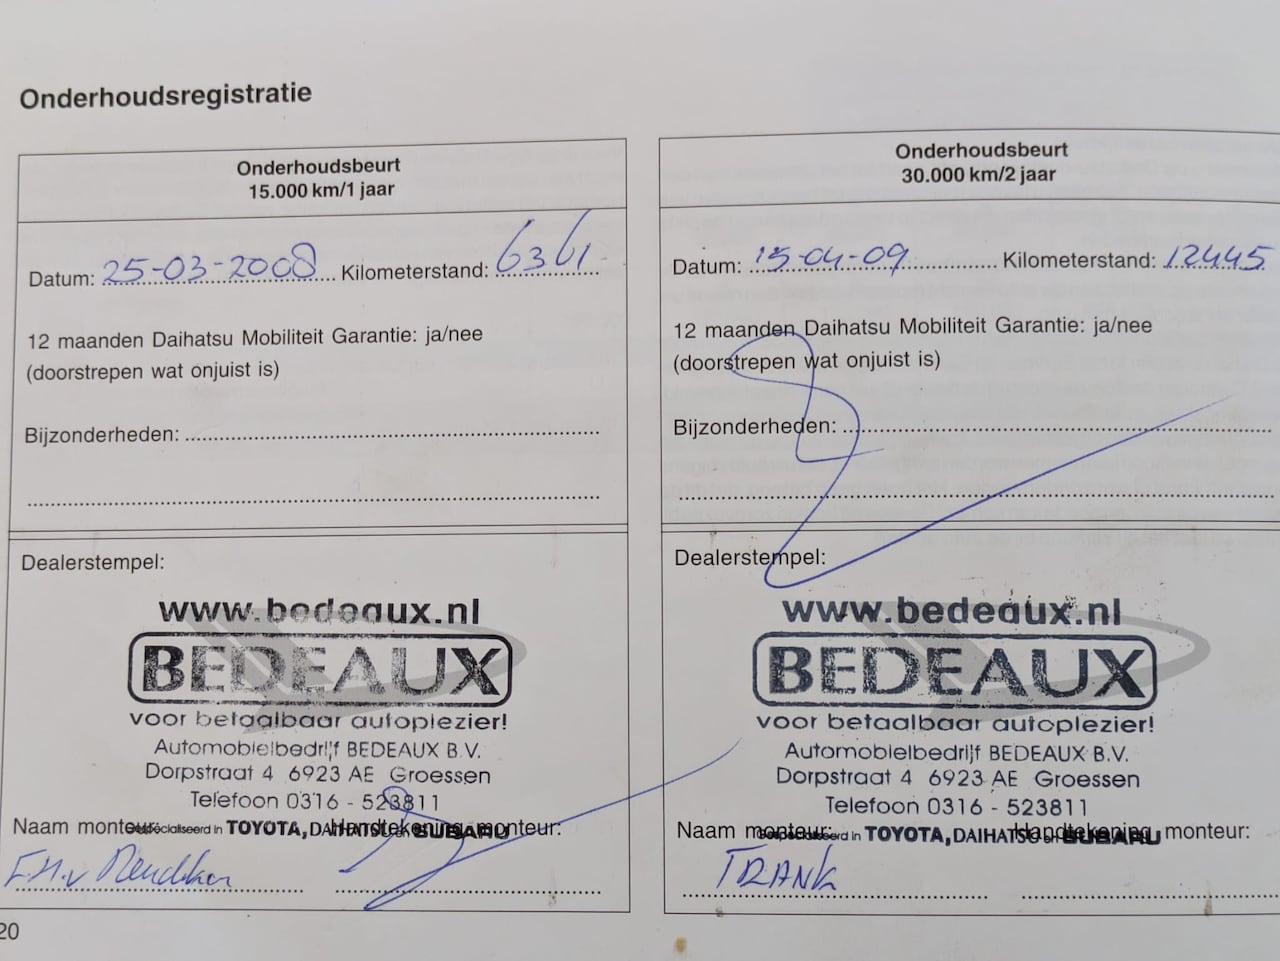 Onderhoudsregistratie
Onderhoudsbeurt
15.000 km/1 jaar
Datum: 25-03-2008 Kilometerstand: 6361
12 maanden Daihatsu Mobiliteit Garantie: ja/nee
(doorstrepen wat onjuist is)
Bijzonderheden:
Dealerstempel:
www.bedeaux.nl
BEDEAUX
voor betaalbaar autoplezier!
Automobielbedrijf BEDEAUX B.V.
Dorpstraat 4 6923 AE Groessen
Telefoon 0316 - 523811
Gespecialiseerd in TOYOTA, DAIHATSU en SUBARU
Naam monteur: Handtekening monteur:
20
Onderhoudsbeurt
30.000 km/2 jaar
Datum: 15-04-09 Kilometerstand: 12445
12 maanden Daihatsu Mobiliteit Garantie: ja/nee
(doorstrepen wat onjuist is)
Bijzonderheden:
Dealerstempel:
www.bedeaux.nl
BEDEAUX
voor betaalbaar autoplezier!
Automobielbedrijf BEDEAUX B.V.
Dorpstraat 4 6923 AE Groessen
Telefoon 0316 - 523811
Gespecialiseerd in TOYOTA, DAIHATSU en SUBARU
Naam monteur: Handtekening monteur:
FRANK